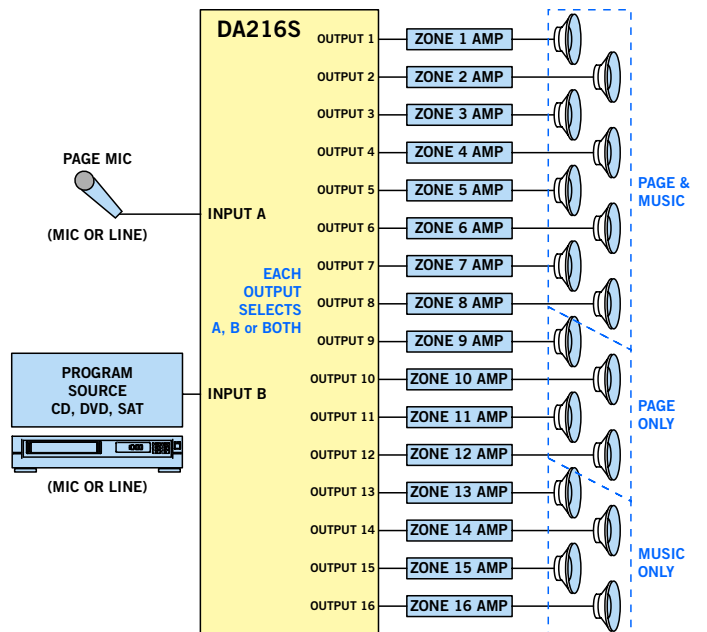 DA216S
PAGE MIC
(MIC OR LINE)
INPUT A
EACH
OUTPUT
SELECTS
A, B or BOTH
PROGRAM
SOURCE
CD, DVD, SAT
INPUT B
(MIC OR LINE)
OUTPUT 1 ZONE 1 AMP
OUTPUT 2 ZONE 2 AMP
OUTPUT 3 ZONE 3 AMP
OUTPUT 4 ZONE 4 AMP
OUTPUT 5 ZONE 5 AMP
OUTPUT 6 ZONE 6 AMP
OUTPUT 7 ZONE 7 AMP
OUTPUT 8 ZONE 8 AMP
OUTPUT 9 ZONE 9 AMP
OUTPUT 10 ZONE 10 AMP
OUTPUT 11 ZONE 11 AMP
OUTPUT 12 ZONE 12 AMP
OUTPUT 13 ZONE 13 AMP
OUTPUT 14 ZONE 14 AMP
OUTPUT 15 ZONE 15 AMP
OUTPUT 16 ZONE 16 AMP
PAGE &
MUSIC
PAGE
ONLY
MUSIC
ONLY